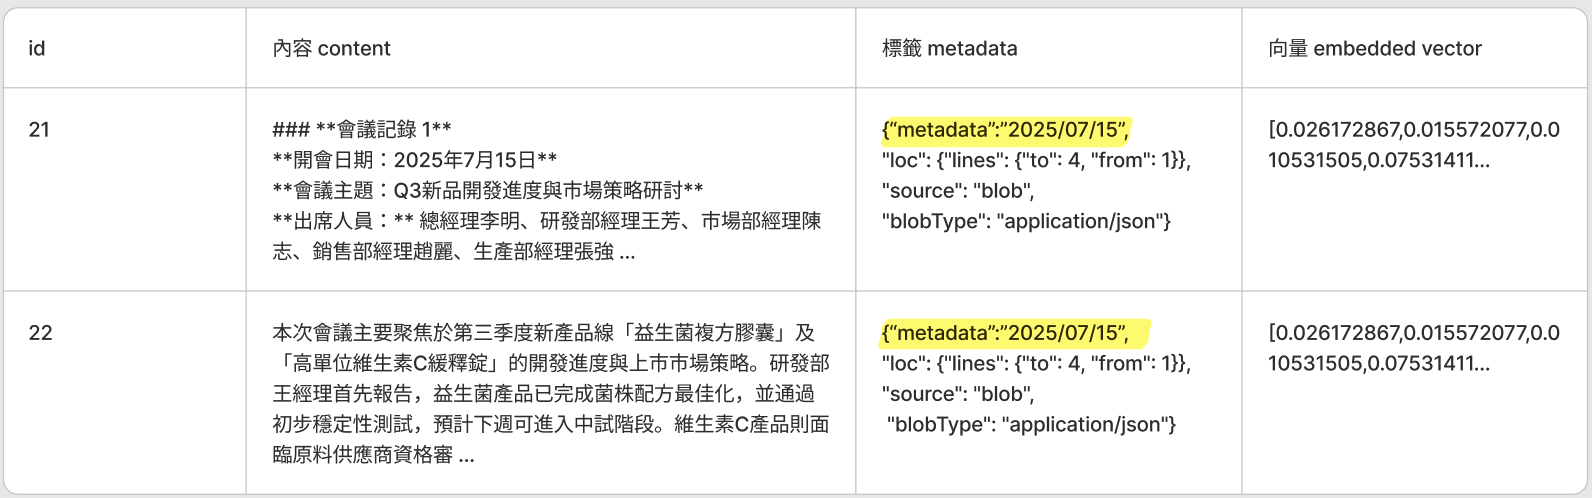 id
內容 content
標籤 metadata
向量 embedded vector
21
### **會議記錄 1**
**開會日期：2025年7月15日**
**會議主題：Q3新品開發進度與市場策略研討**
**出席人員：** 總經理李明、研發部經理王芳、市場部經理陳
志、銷售部經理趙麗、生產部經理張強 ...
{“metadata”:”2025/07/15”,
"loc": {"lines": {"to": 4, "from": 1}},
"source": "blob",
"blobType": "application/json"}
[0.026172867,0.015572077,0.0
10531505,0.07531411...
22
本次會議主要聚焦於第三季度新產品線「益生菌複方膠囊」及
「高單位維生素C緩釋錠」的開發進度與上市市場策略。研發部
王經理首先報告，益生菌產品已完成菌株配方最佳化，並通過
初步穩定性測試，預計下週可進入中試階段。維生素C產品則面
臨原料供應商資格審 ...
{“metadata”:”2025/07/15”,
"loc": {"lines": {"to": 4, "from": 1}},
"source": "blob",
"blobType": "application/json"}
[0.026172867,0.015572077,0.0
10531505,0.07531411...